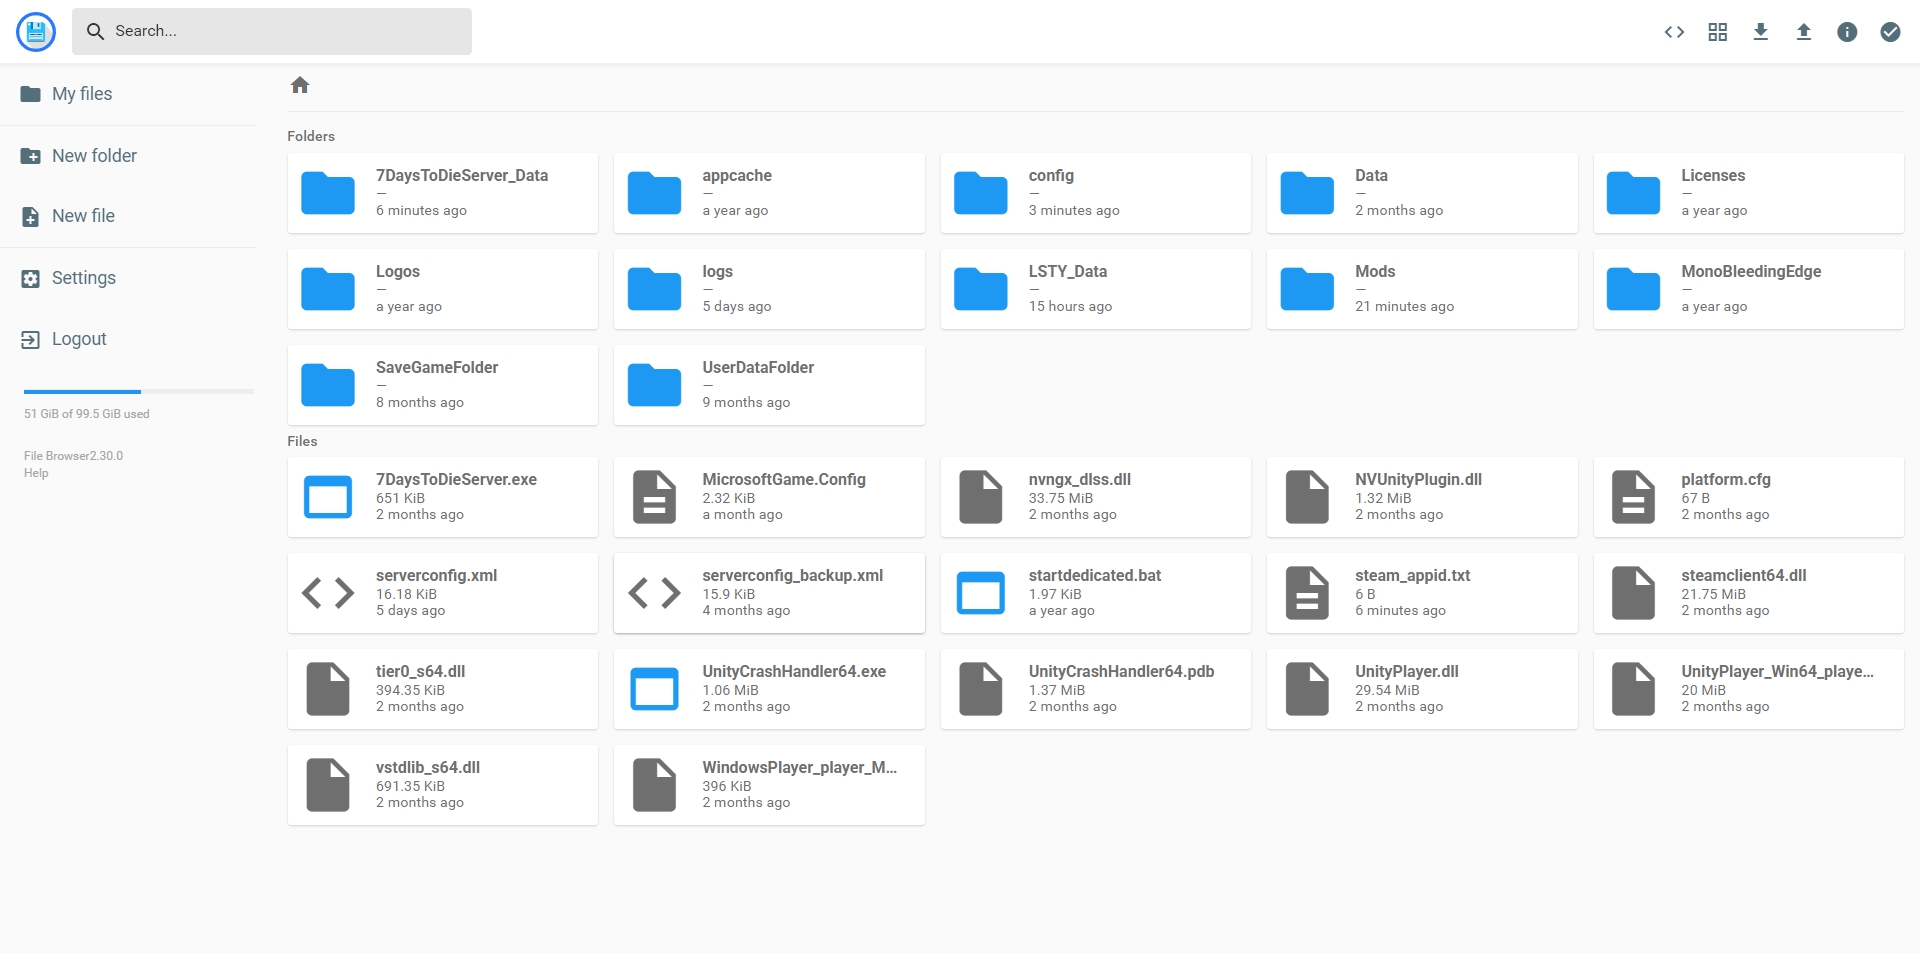 Search...
My files
New folder
New file
Settings
Logout
51 GiB of 99.5 GiB used
File Browser2.30.0
Help
Folders
7DaysToDieServer_Data
—
6 minutes ago
appcache
—
a year ago
config
—
3 minutes ago
Data
—
2 months ago
Licenses
—
a year ago
Logos
—
a year ago
logs
—
5 days ago
LSTY_Data
—
15 hours ago
Mods
—
21 minutes ago
MonoBleedingEdge
—
a year ago
SaveGameFolder
—
8 months ago
UserDataFolder
—
9 months ago
Files
7DaysToDieServer.exe
651 KiB
2 months ago
MicrosoftGame.Config
2.32 KiB
a month ago
nvngx_dlss.dll
33.75 MiB
2 months ago
NVUnityPlugin.dll
1.32 MiB
2 months ago
platform.cfg
67 B
2 months ago
serverconfig.xml
16.18 KiB
5 days ago
serverconfig_backup.xml
15.9 KiB
4 months ago
startdedicated.bat
1.97 KiB
a year ago
steam_appid.txt
6 B
6 minutes ago
steamclient64.dll
21.75 MiB
2 months ago
tier0_s64.dll
394.35 KiB
2 months ago
UnityCrashHandler64.exe
1.06 MiB
2 months ago
UnityCrashHandler64.pdb
1.37 MiB
2 months ago
UnityPlayer.dll
29.54 MiB
2 months ago
UnityPlayer_Win64_playe...
20 MiB
2 months ago
vstdlib_s64.dll
691.35 KiB
2 months ago
WindowsPlayer_player_M...
396 KiB
2 months ago